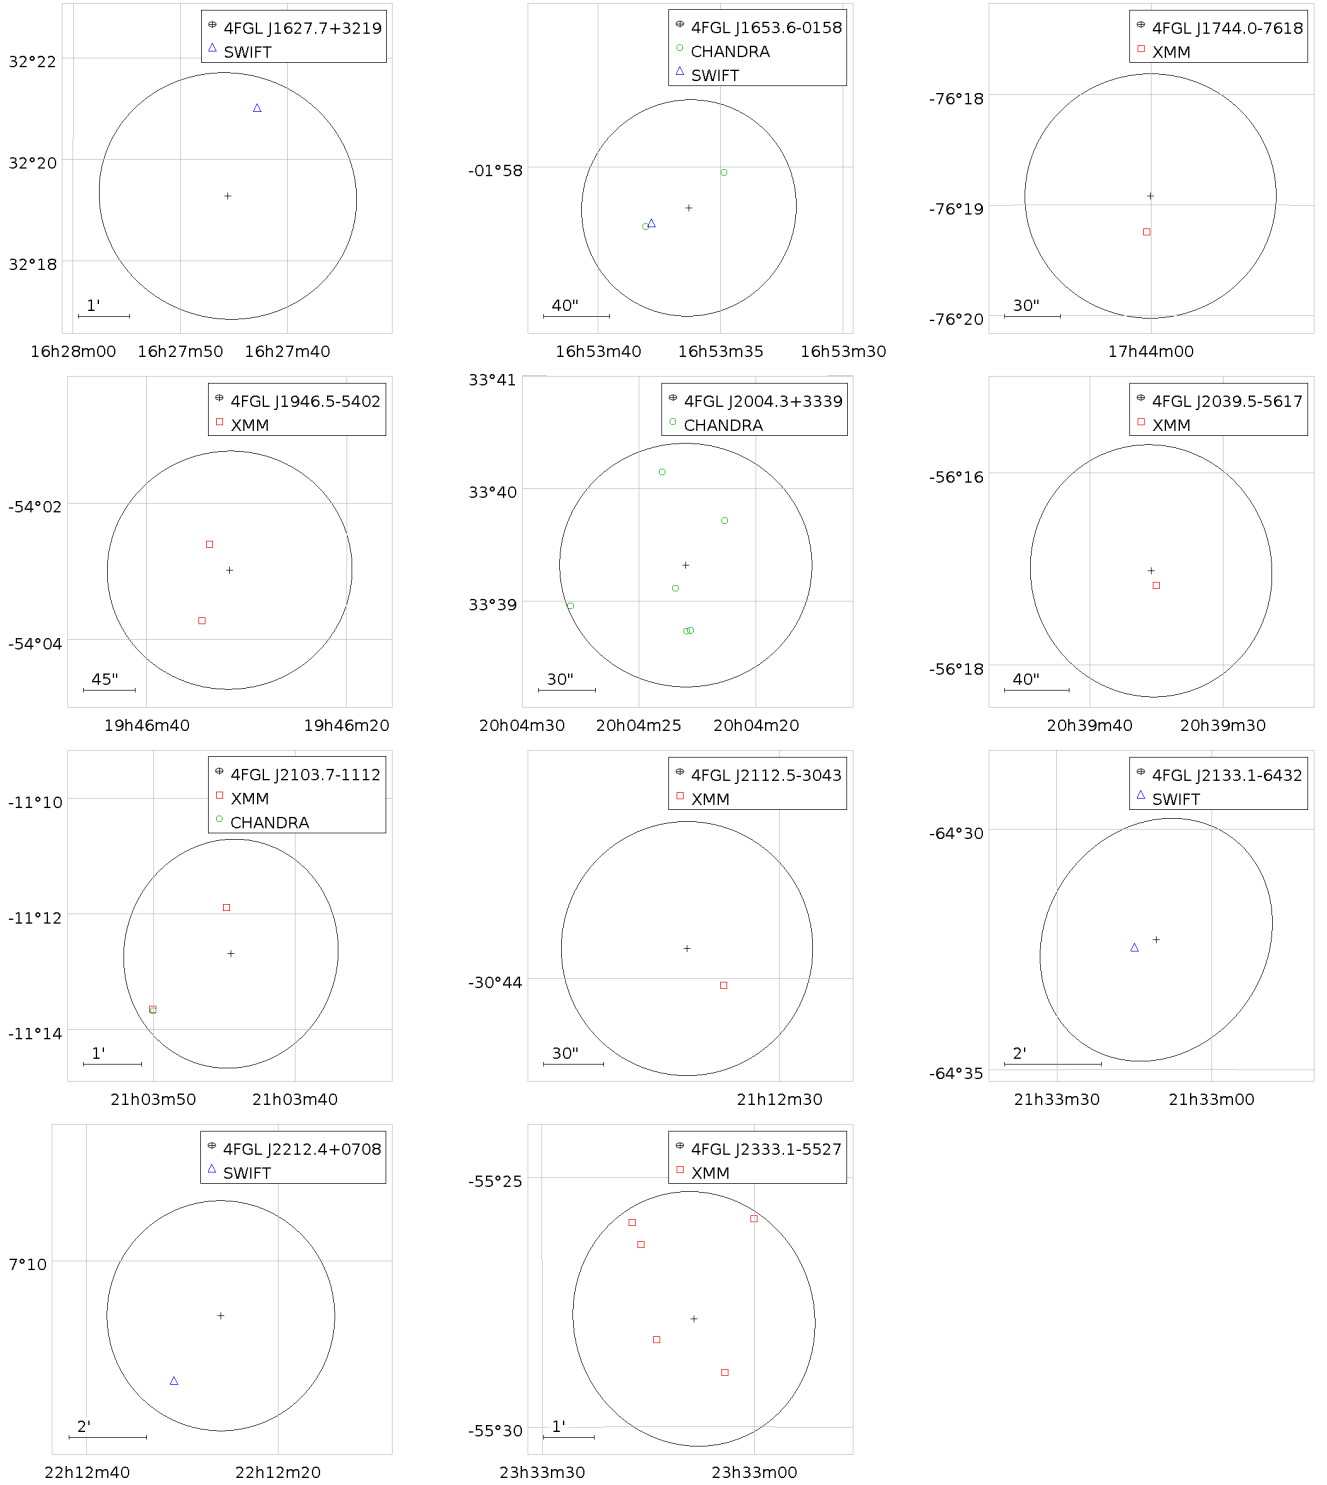 4FGL J1627.7+3219
SWIFT
32°22
32°20
32°18
1'
16h28m00 16h27m50 16h27m40
4FGL J1653.6-0158
CHANDRA
SWIFT
-01°58
40"
16h53m40 16h53m35 16h53m30
4FGL J1744.0-7618
XMM
-76°18
-76°19
-76°20
30"
17h44m00
4FGL J1946.5-5402
XMM
-54°02
-54°04
45"
19h46m40 19h46m20
33°41
4FGL J2004.3+3339
CHANDRA
33°40
33°39
30"
20h04m30 20h04m25 20h04m20
4FGL J2039.5-5617
XMM
-56°16
-56°18
40"
20h39m40 20h39m30
4FGL J2103.7-1112
XMM
CHANDRA
-11°10
-11°12
-11°14
1'
21h03m50 21h03m40
4FGL J2112.5-3043
XMM
-30°44
30"
21h12m30
4FGL J2133.1-6432
SWIFT
-64°30
-64°35
2'
21h33m30 21h33m00
4FGL J2212.4+0708
SWIFT
7°10
2'
22h12m40 22h12m20
4FGL J2333.1-5527
XMM
-55°25
-55°30
1'
23h33m30 23h33m00